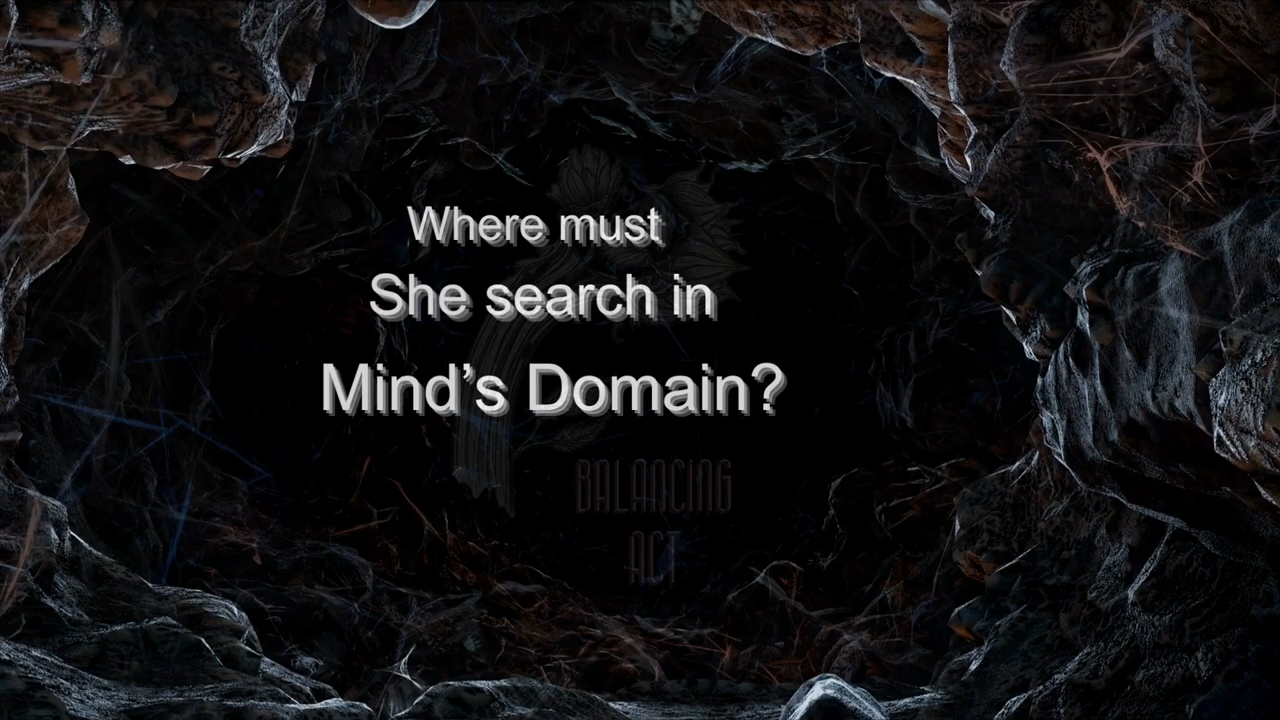 Where must
She search in
Mind’s Domain?
BALANCING
ACT